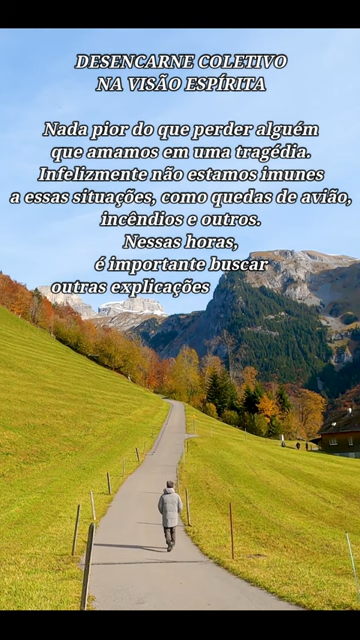 DESENCARNE COLETIVO
NA VISÃO ESPÍRITA
Nada pior do que perder alguém
que amamos em uma tragédia.
Infelizmente não estamos imunes
a essas situações, como quedas de avião,
incêndios e outros.
Nessas horas,
é importante buscar
outras explicações